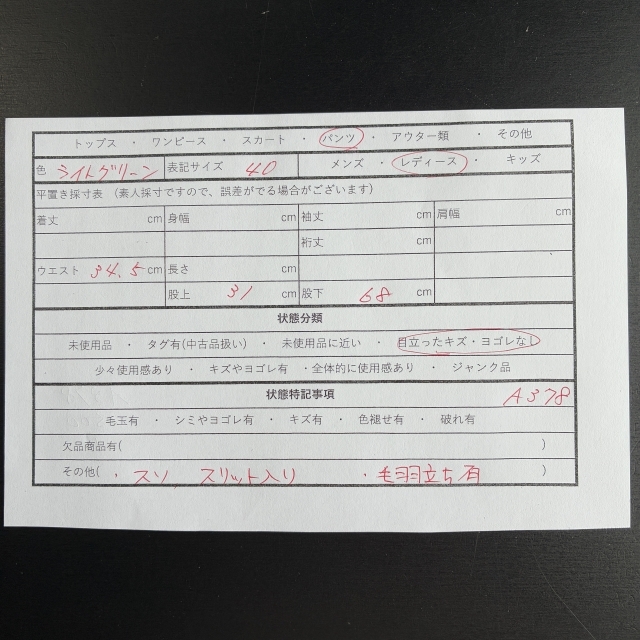 トップス ・ ワンピース ・ スカート ・ パンツ ・ アウター類 ・ その他
色 ライトグリーン 表記サイズ 40 メンズ ・ レディース ・ キッズ
平置き採寸表 (素人採寸ですので、誤差がでる場合がございます)
着丈 cm 身幅 cm 袖丈 cm 肩幅 cm
裄丈 cm
ウエスト 34.5 cm 長さ cm
股上 31 cm 股下 68 cm
状態分類
未使用品 ・ タグ有(中古品扱い) ・ 未使用品に近い ・ 目立ったキズ・ヨゴレなし
少々使用感あり ・ キズやヨゴレ有 ・全体的に使用感あり ・ ジャンク品
状態特記事項 A378
毛玉有 ・ シミやヨゴレ有 ・ キズ有 ・ 色褪せ有 ・ 破れ有
欠品商品有( )
その他( ・スソ スリット入り ・毛羽立ち有 )